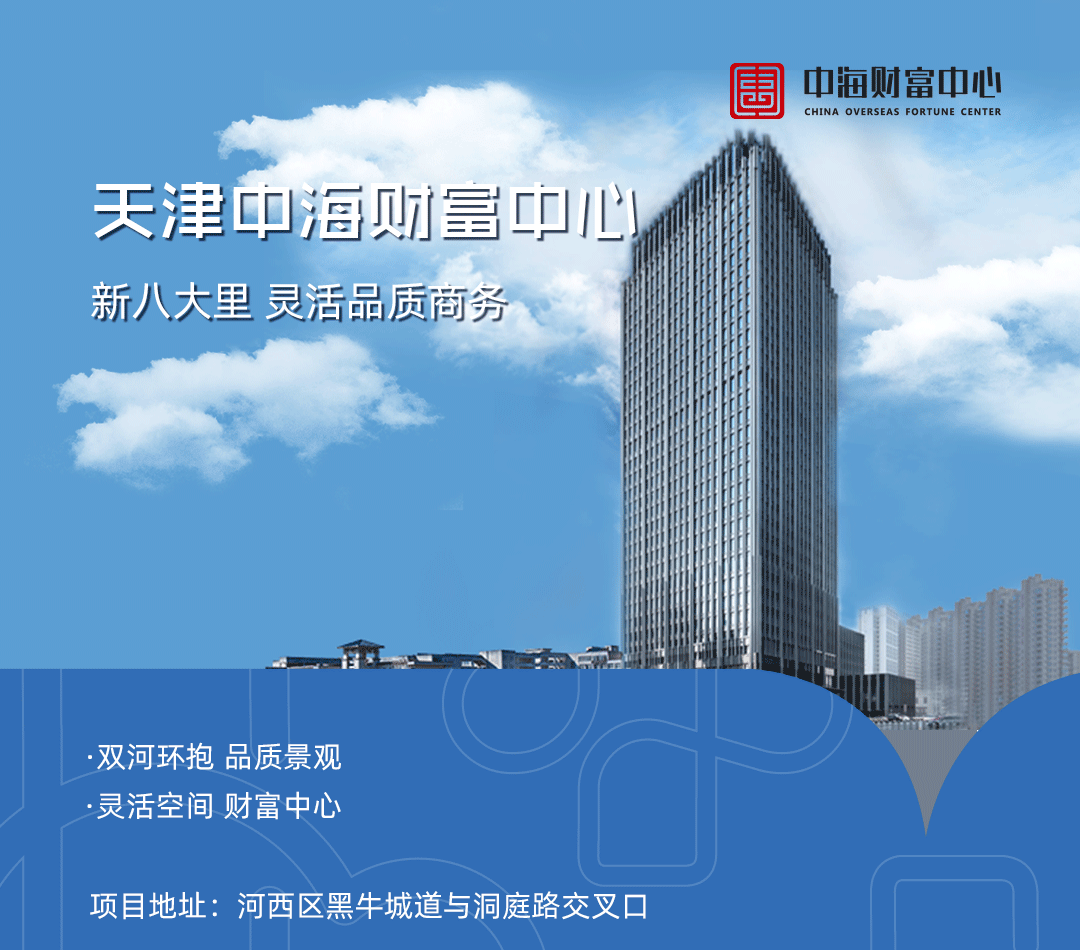 中海财富中心
CHINA OVERSEAS FORTUNE CENTER
天津中海财富中心
新八大里 灵活品质商务
·双河环抱 品质景观
·灵活空间 财富中心
项目地址：河西区黑牛城道与洞庭路交叉口